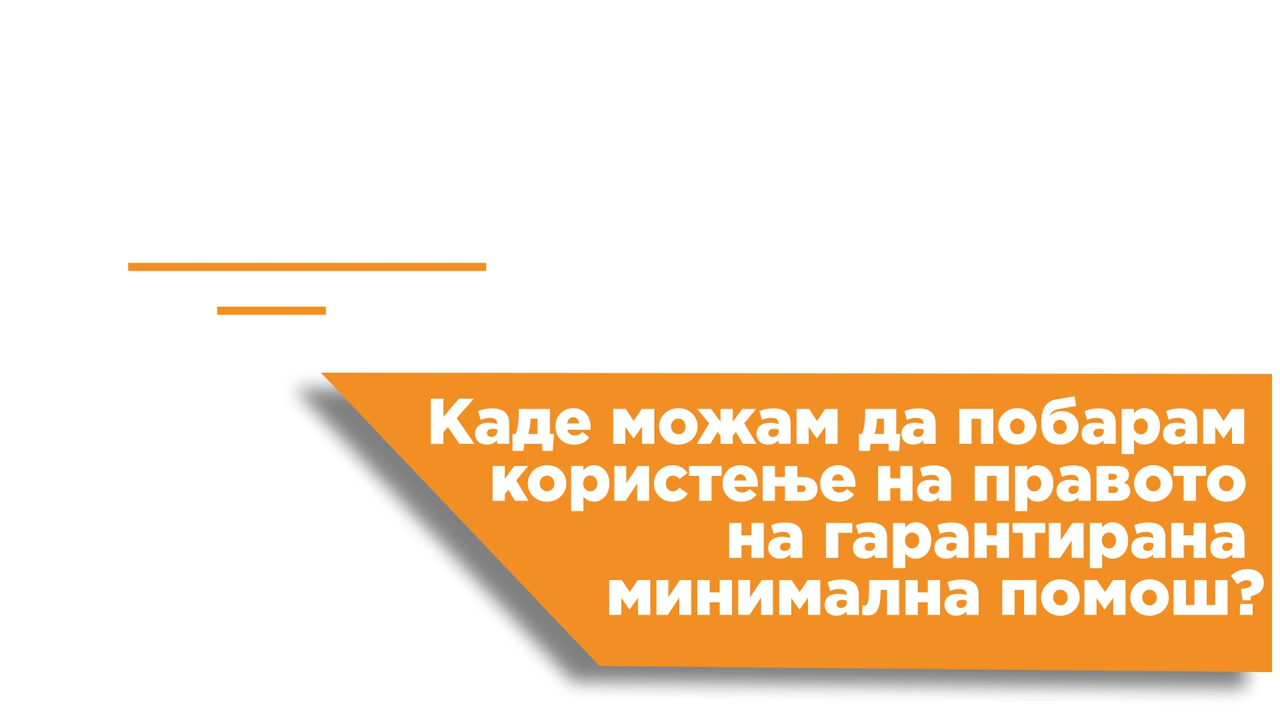 Каде можам да побарам
користење на правото
на гарантирана
минимална помош?